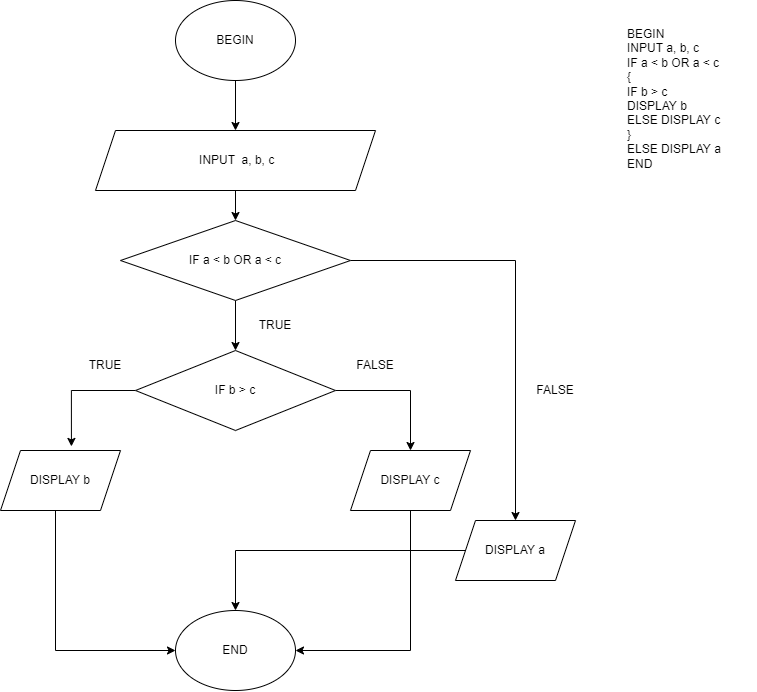 BEGIN
INPUT a, b, c
IF a < b OR a < c
TRUE
TRUE
FALSE
IF b > c
FALSE
DISPLAY b
DISPLAY c
DISPLAY a
END
BEGIN
INPUT a, b, c
IF a < b OR a < c
{
IF b > c
DISPLAY b
ELSE DISPLAY c
}
ELSE DISPLAY a
END